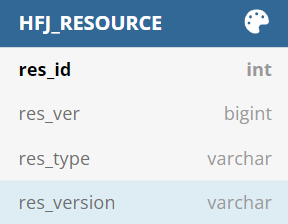 HFJ_RESOURCE
res_id int
res_ver bigint
res_type varchar
res_version varchar